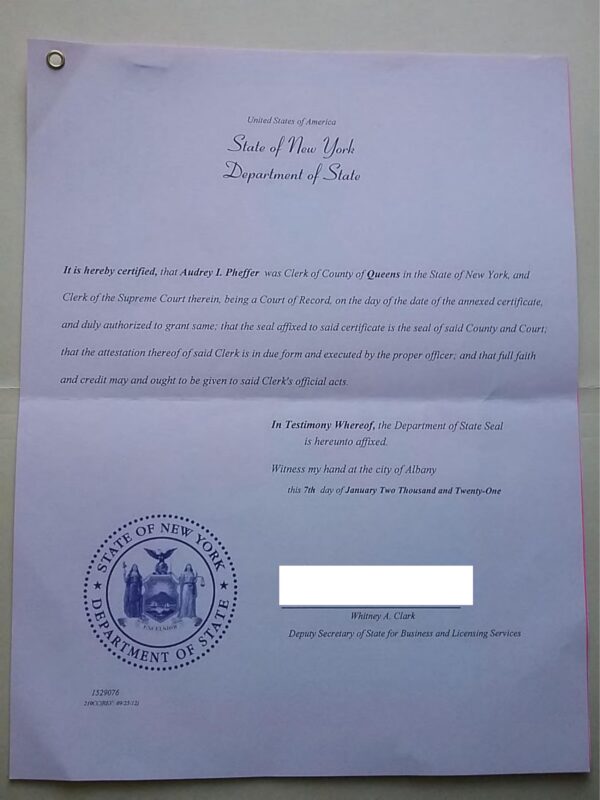 United States of America
State of New York
Department of State
It is hereby certified, that Audrey I. Pheffer was Clerk of County of Queens in the State of New York, and
Clerk of the Supreme Court therein, being a Court of Record, on the day of the date of the annexed certificate,
and duly authorized to grant same; that the seal affixed to said certificate is the seal of said County and Court;
that the attestation thereof of said Clerk is in due form and executed by the proper officer; and that full faith
and credit may and ought to be given to said Clerk's official acts.
In Testimony Whereof, the Department of State Seal
is hereunto affixed.
Witness my hand at the city of Albany
this 7th day of January Two Thousand and Twenty-One
STATE OF NEW YORK
EXCELSIOR
DEPARTMENT OF STATE
Whitney A. Clark
Deputy Secretary of State for Business and Licensing Services
1529076